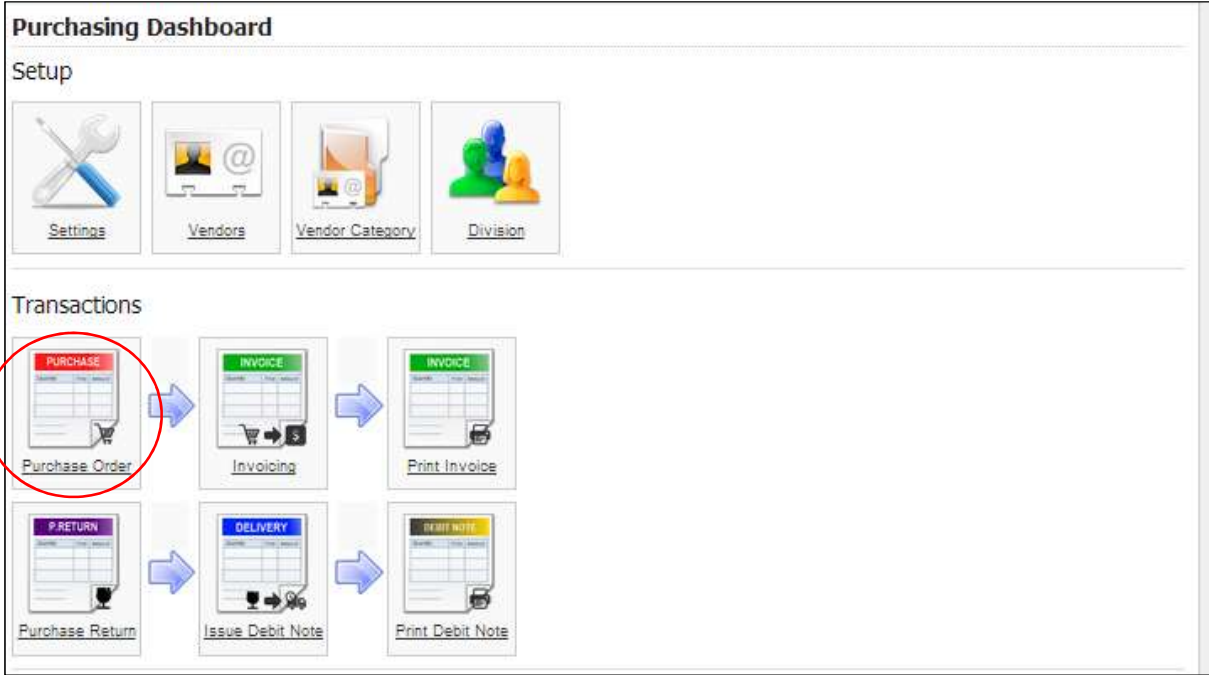 Purchasing Dashboard
Setup
Settings
Vendors
Vendor Category
Division
Transactions
PURCHASE
Purchase Order
INVOICE
Invoicing
INVOICE
Print Invoice
P.RETURN
Purchase Return
DELIVERY
Issue Debit Note
DEBIT NOTE
Print Debit Note